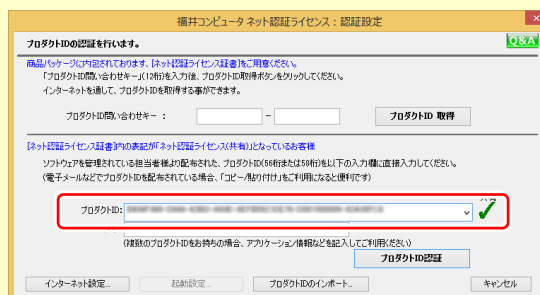 福井コンピュータ ネット認証ライセンス：認証設定
プロダクトIDの認証を行います。
Q&A
商品パッケージに内包されております、[ネット認証ライセンス証書]をご用意ください。
「プロダクトID問い合わせキー」(12桁)を入力後、プロダクトID取得ボタンをクリックしてください。
インターネットを通して、プロダクトIDを取得する事ができます。
プロダクトID問い合わせキー ：
-
プロダクトID 取得
[ネット認証ライセンス証書]内の表記が「ネット認証ライセンス(共有)」となっているお客様
ソフトウェアを管理されている担当者様より配布された、プロダクトID(56桁または58桁)を以下の入力欄に直接入力してください。
(電子メールなどでプロダクトIDを配布されている場合、「コピー/貼り付け」をご利用になると便利です)
プロダクトID:
(複数のプロダクトIDをお持ちの場合、アプリケーション情報などを記入してご利用ください)
プロダクトID認証
インターネット設定...
起動設定...
プロダクトIDのインポート...
キャンセル